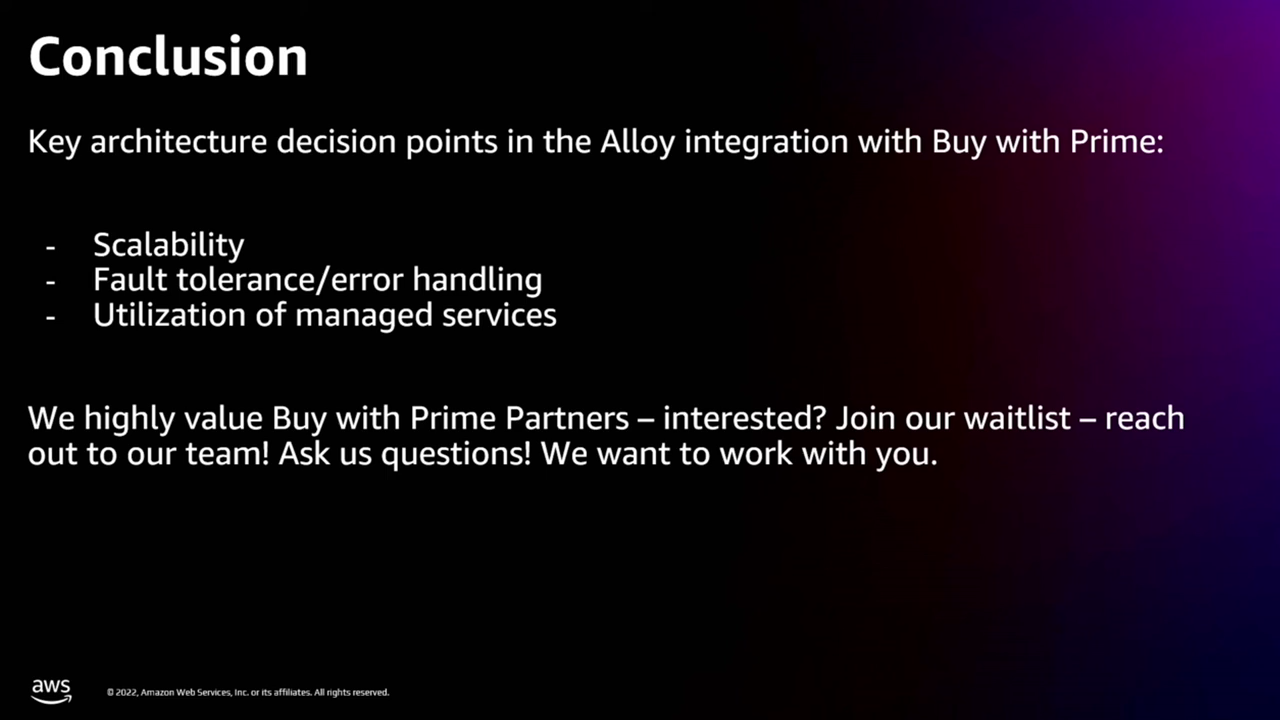 Conclusion
Key architecture decision points in the Alloy integration with Buy with Prime:
- Scalability
- Fault tolerance/error handling
- Utilization of managed services
We highly value Buy with Prime Partners – interested? Join our waitlist – reach
out to our team! Ask us questions! We want to work with you.
aws
© 2022, Amazon Web Services, Inc. or its affiliates. All rights reserved.